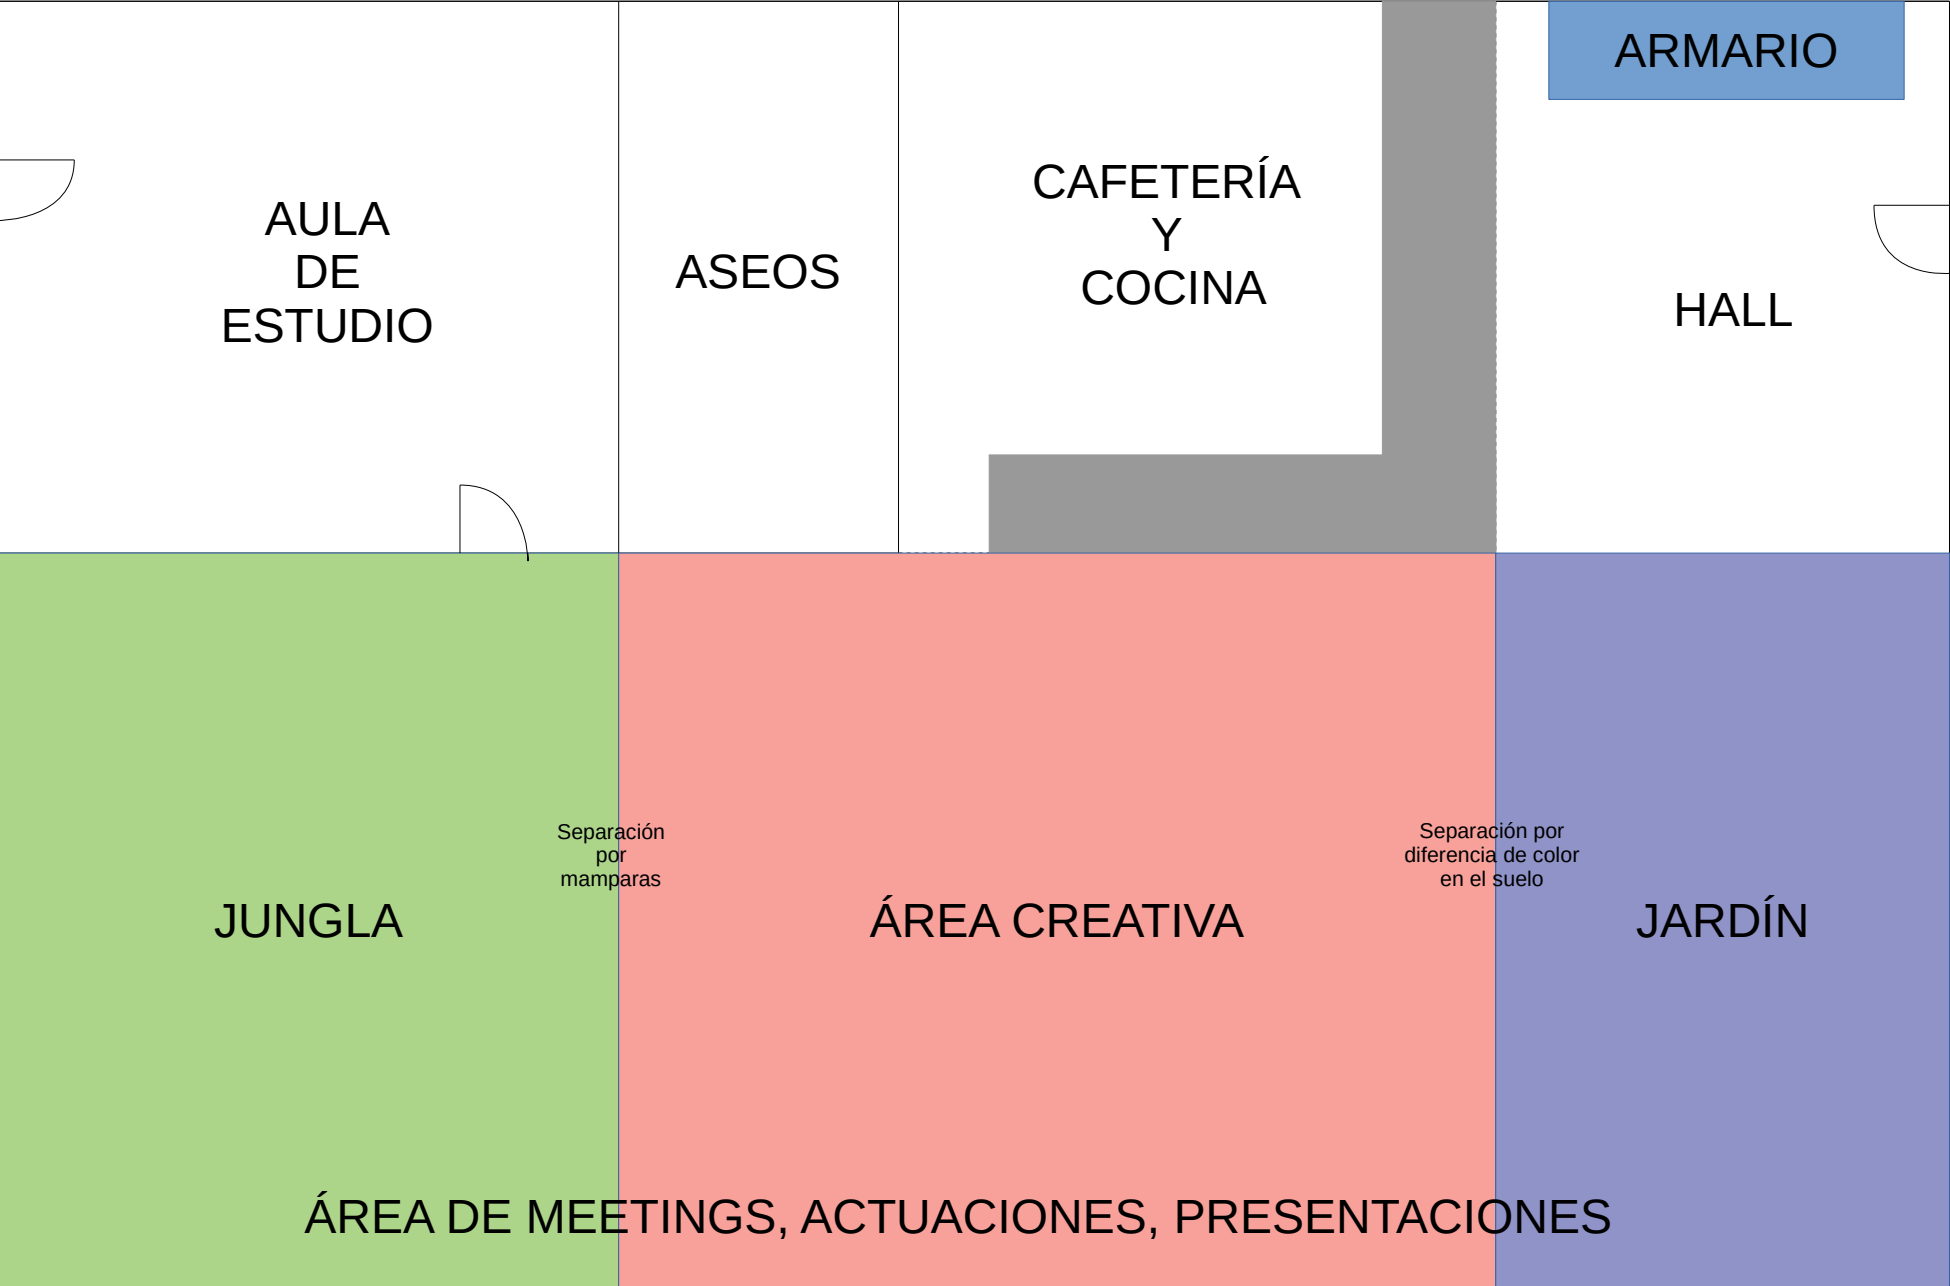 AULA
DE
ESTUDIO
ASEOS
CAFETERÍA
Y
COCINA
ARMARIO
HALL
JUNGLA
Separación
por
mamparas
ÁREA CREATIVA
Separación por
diferencia de color
en el suelo
JARDÍN
ÁREA DE MEETINGS, ACTUACIONES, PRESENTACIONES